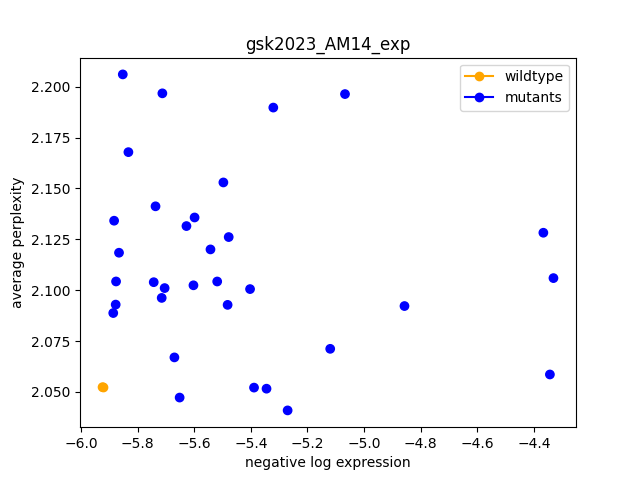 gsk2023_AM14_exp
wildtype
mutants
2.200
2.175
2.150
2.125
2.100
2.075
2.050
average perplexity
−6.0 −5.8 −5.6 −5.4 −5.2 −5.0 −4.8 −4.6 −4.4
negative log expression